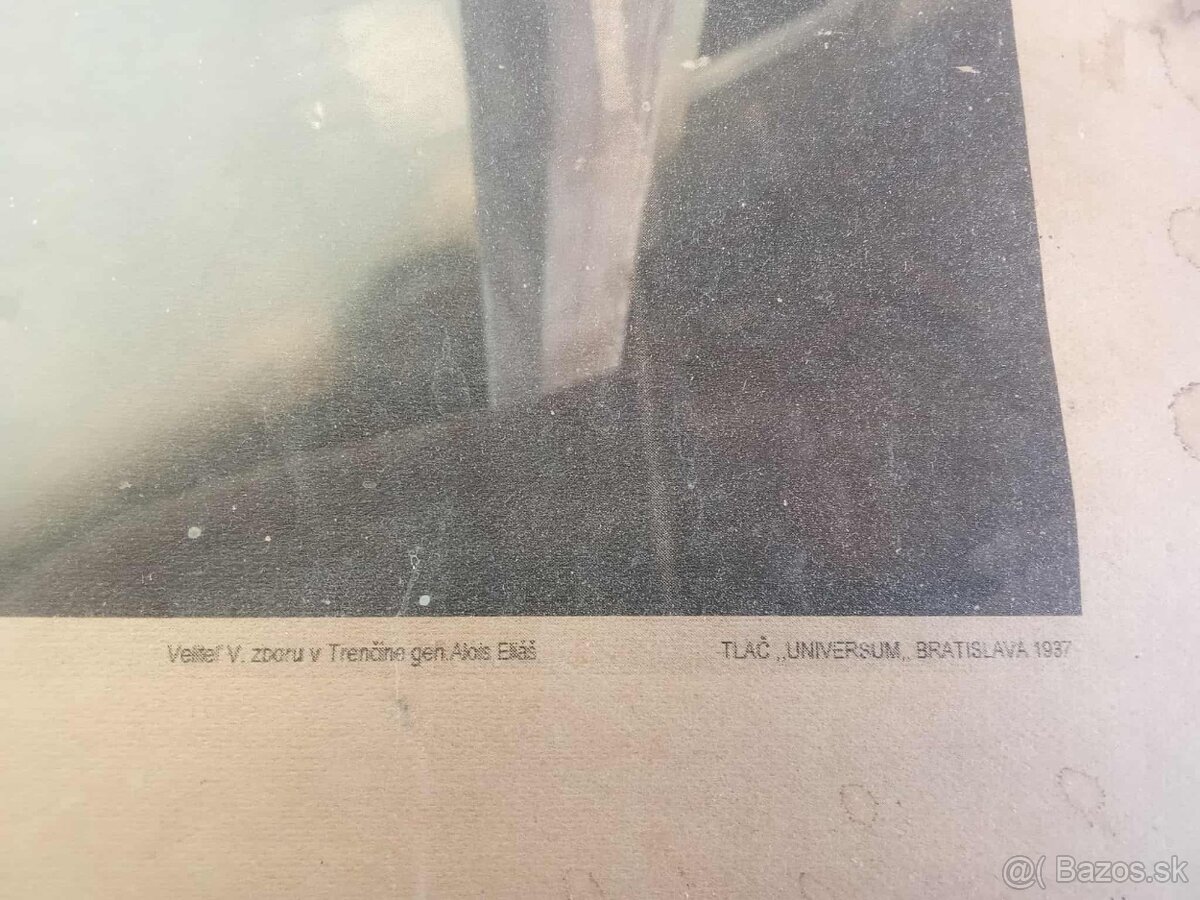 Veliteľ V. zboru v Trenčíne gen.Alois Eliáš
TLAČ ,,UNIVERSUM,, BRATISLAVA 1937
@( Bazos.sk